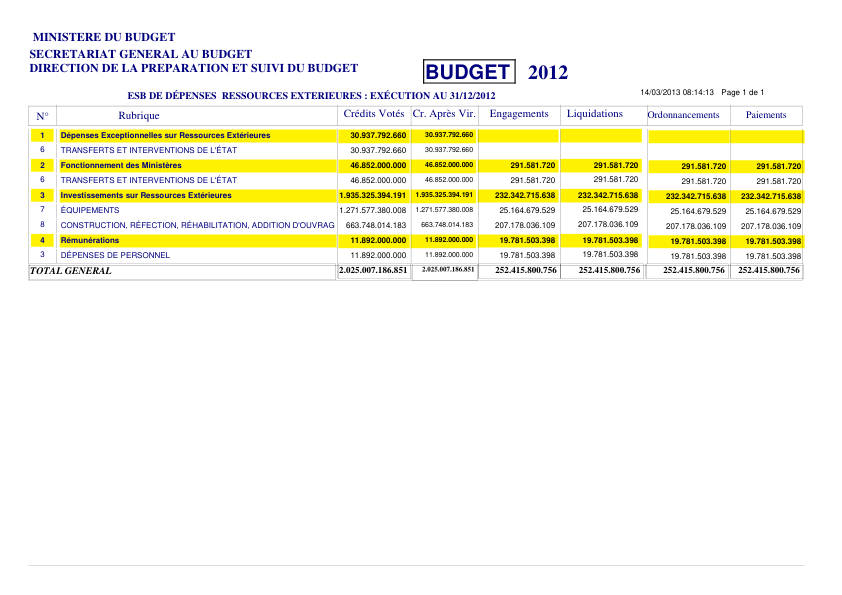 MINISTERE DU BUDGET
SECRETARIAT GENERAL AU BUDGET
DIRECTION DE LA PREPARATION ET SUIVI DU BUDGET
BUDGET 2012
ESB DE DÉPENSES RESSOURCES EXTERIEURES : EXÉCUTION AU 31/12/2012
14/03/2013 08:14:13 Page 1 de 1
N° Rubrique Crédits Votés Cr. Après Vir. Engagements Liquidations Ordonnancements Paiements
1 Dépenses Exceptionnelles sur Ressources Extérieures 30.937.792.660 30.937.792.660
6 TRANSFERTS ET INTERVENTIONS DE L'ÉTAT 30.937.792.660 30.937.792.660
2 Fonctionnement des Ministères 46.852.000.000 46.852.000.000 291.581.720 291.581.720 291.581.720 291.581.720
6 TRANSFERTS ET INTERVENTIONS DE L'ÉTAT 46.852.000.000 46.852.000.000 291.581.720 291.581.720 291.581.720 291.581.720
3 Investissements sur Ressources Extérieures 1.935.325.394.191 1.935.325.394.191 232.342.715.638 232.342.715.638 232.342.715.638 232.342.715.638
7 ÉQUIPEMENTS 1.271.577.380.008 1.271.577.380.008 25.164.679.529 25.164.679.529 25.164.679.529 25.164.679.529
8 CONSTRUCTION, RÉFECTION, RÉHABILITATION, ADDITION D'OUVRAG 663.748.014.183 663.748.014.183 207.178.036.109 207.178.036.109 207.178.036.109 207.178.036.109
4 Rémunérations 11.892.000.000 11.892.000.000 19.781.503.398 19.781.503.398 19.781.503.398 19.781.503.398
3 DÉPENSES DE PERSONNEL 11.892.000.000 11.892.000.000 19.781.503.398 19.781.503.398 19.781.503.398 19.781.503.398
TOTAL GENERAL 2.025.007.186.851 2.025.007.186.851 252.415.800.756 252.415.800.756 252.415.800.756 252.415.800.756